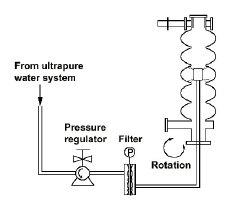 From ultrapure
water system
Pressure
regulator
Filter
P
Rotation